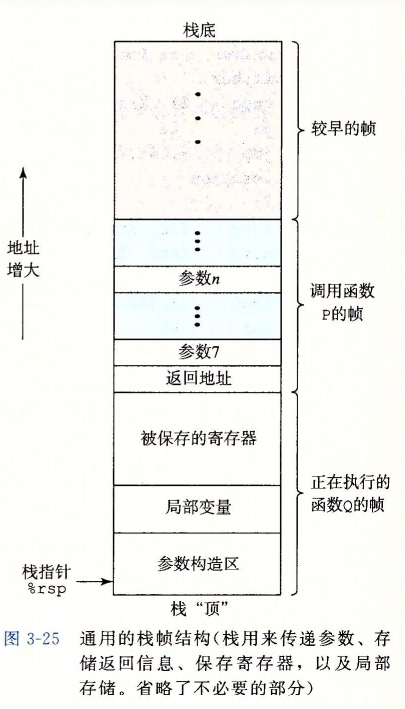 栈底
较早的帧
地址
增大
参数n
调用函数
P的帧
参数7
返回地址
被保存的寄存器
正在执行的
函数Q的帧
局部变量
参数构造区
栈指针
%rsp
栈“顶”
图 3-25 通用的栈帧结构(栈用来传递参数、存
储返回信息、保存寄存器，以及局部
存储。省略了不必要的部分)